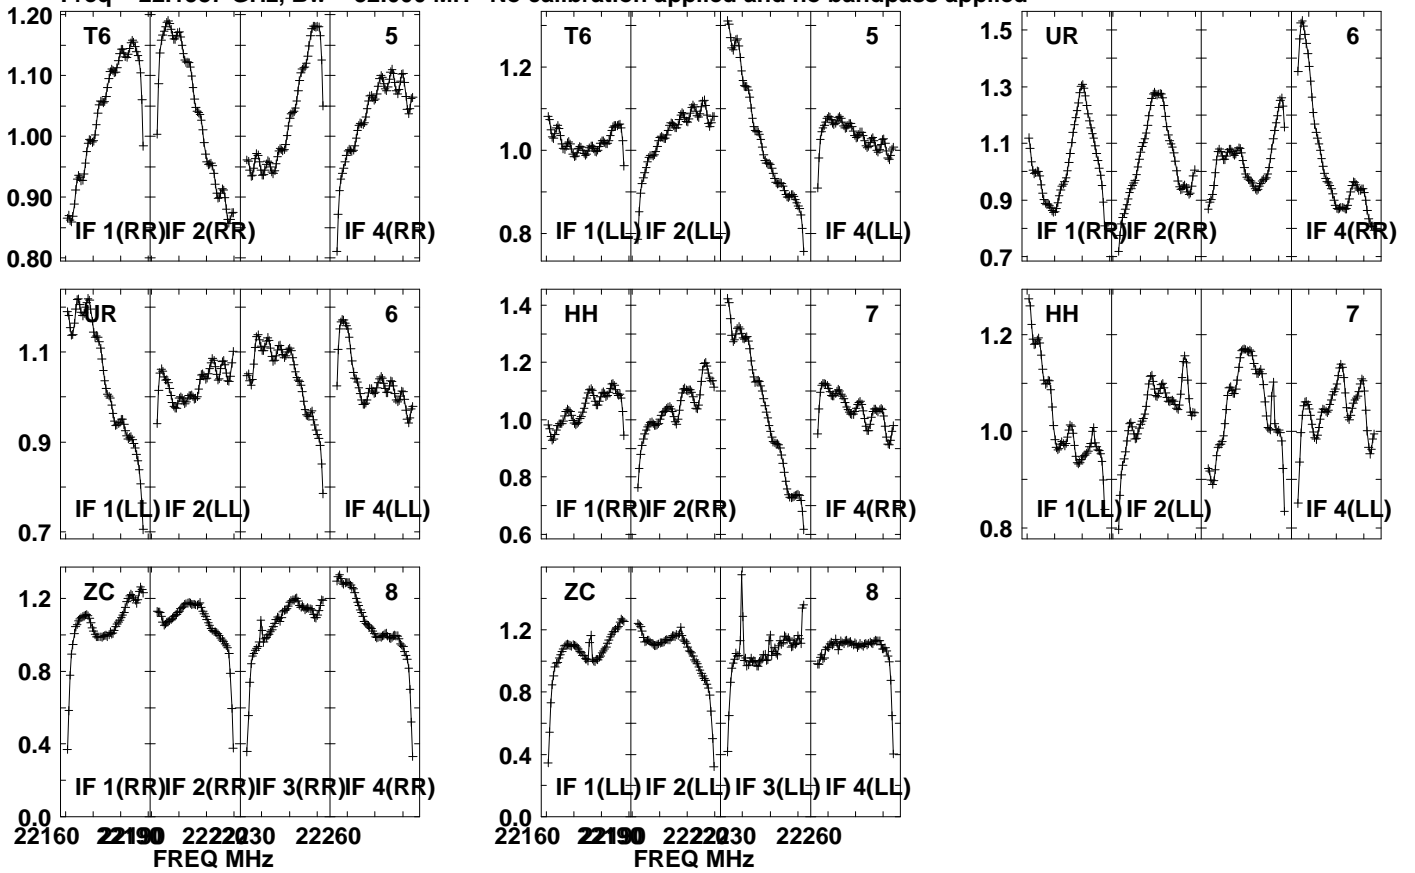 Freq = 22.1687 GHz, Bw = 32.000 MH No calibration applied and no bandpass applied
1.20
1.10
1.00
0.90
0.80
T6 5
IF 1(RR) IF 2(RR) IF 4(RR)
1.2
1.0
0.8
T6 5
IF 1(LL) IF 2(LL) IF 4(LL)
1.5
1.3
1.1
0.9
0.7
UR 6
IF 1(RR) IF 2(RR) IF 4(RR)
1.1
0.9
0.7
UR 6
IF 1(LL) IF 2(LL) IF 4(LL)
1.4
1.2
1.0
0.8
0.6
HH 7
IF 1(RR) IF 2(RR) IF 4(RR)
1.2
1.0
0.8
HH 7
IF 1(LL) IF 2(LL) IF 4(LL)
1.2
0.8
0.4
0.0
ZC 8
IF 1(RR) IF 2(RR) IF 3(RR) IF 4(RR)
22160 22190 22230 22260
FREQ MHz
1.2
0.8
0.4
0.0
ZC 8
IF 1(LL) IF 2(LL) IF 3(LL) IF 4(LL)
22160 22190 22230 22260
FREQ MHz